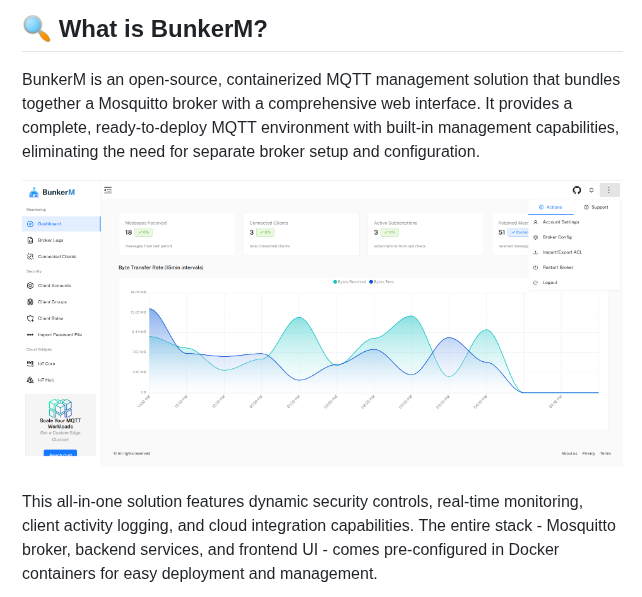 🔍 What is BunkerM?
BunkerM is an open-source, containerized MQTT management solution that bundles
together a Mosquitto broker with a comprehensive web interface. It provides a
complete, ready-to-deploy MQTT environment with built-in management capabilities,
eliminating the need for separate broker setup and configuration.
BunkerM
Monitoring
Dashboard
Broker Logs
Connected Clients
Security
Client Accounts
Client Groups
Client Roles
Import Password File
Cloud Bridges
IoT Core
IoT Hub
Scale Your MQTT
Workloads
Get a Custom Edge
Messages Received
18
Connected Clients
3
Active Subscriptions
3
Retained
51
Actions
Support
Account Settings
Broker Config
Import/Export ACL
Restart Broker
Logout
Byte Transfer Rate (15min intervals)
Bytes Received
Bytes Sent
About us Privacy Terms
This all-in-one solution features dynamic security controls, real-time monitoring,
client activity logging, and cloud integration capabilities. The entire stack - Mosquitto
broker, backend services, and frontend UI - comes pre-configured in Docker
containers for easy deployment and management.